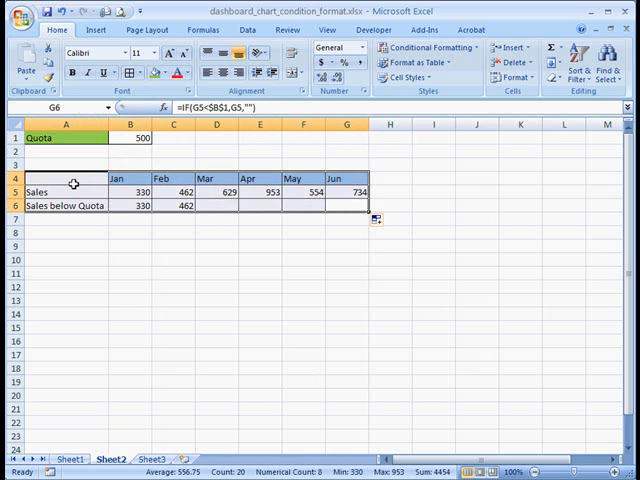 dashboard_chart_condition_format.xlsx - Microsoft Excel
Home Insert Page Layout Formulas Data Review View Developer Add-Ins Acrobat
Calibri 11 General Conditional Formatting Insert Σ
Paste Format as Table Delete Sort & Filter Find & Select
B I U A A $ % , Cell Styles Format
Clipboard Font Alignment Number Styles Cells Editing
G6 fx =IF(G5<$B$1,G5,"")
A B C D E F G H I J K L M
1 Quota 500
2
3
4 Jan Feb Mar Apr May Jun
5 Sales 330 462 629 953 554 734
6 Sales below Quota 330 462
7
8
9
10
11
12
13
14
15
16
17
18
19
20
21
22
23
24
Sheet1 Sheet2 Sheet3
Ready Average: 556.75 Count: 20 Numerical Count: 8 Min: 330 Max: 953 Sum: 4454 100%